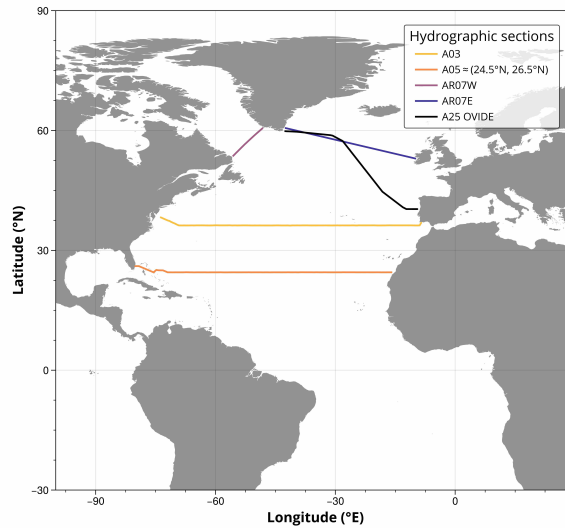 90
60
30
0
−30
Latitude (°N)
Hydrographic sections
A03
A05 ≈ (24.5°N, 26.5°N)
AR07W
AR07E
A25 OVIDE
−90
−60
−30
0
Longitude (°E)